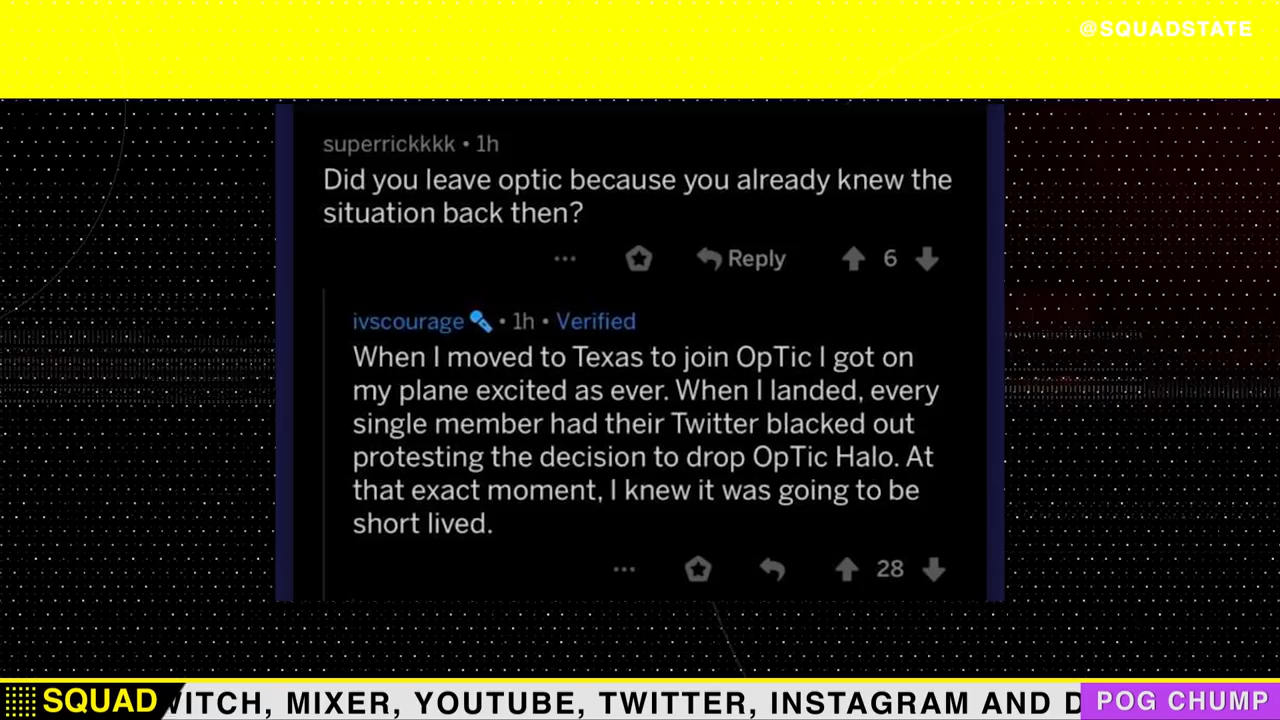 @SQUADSTATE
superrickkkk • 1h
Did you leave optic because you already knew the
situation back then?
Reply 6
ivscourage • 1h • Verified
When I moved to Texas to join OpTic I got on
my plane excited as ever. When I landed, every
single member had their Twitter blacked out
protesting the decision to drop OpTic Halo. At
that exact moment, I knew it was going to be
short lived.
28
SQUAD WITCH, MIXER, YOUTUBE, TWITTER, INSTAGRAM AND D POG CHUMP